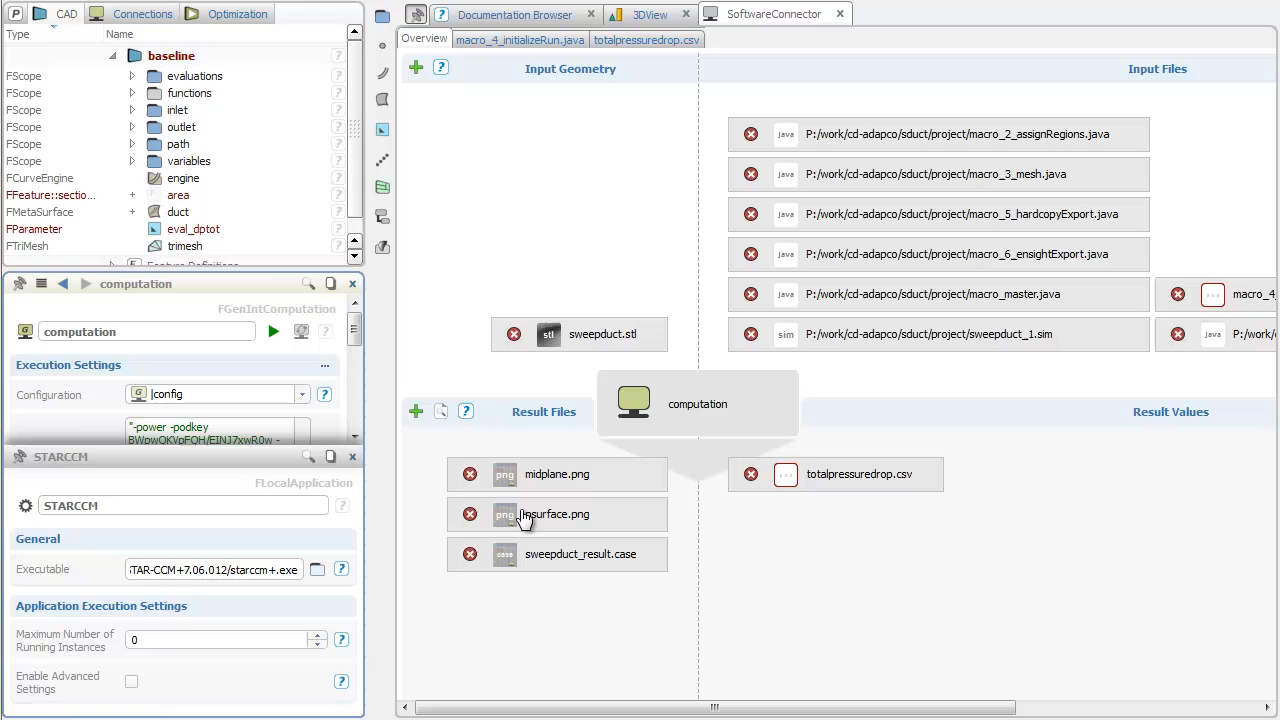 CAD
Connections
Optimization
Type
Name
baseline
FScope
evaluations
FScope
functions
FScope
inlet
FScope
outlet
FScope
path
FScope
variables
FCurveEngine
engine
FFeature::sectio...
area
FMetaSurface
duct
FParameter
eval_dptot
FTriMesh
trimesh
Feature Definitions
computation
FGenIntComputation
computation
Execution Settings
...
Configuration
|config
"-power -podkey
STARCCM
FLocalApplication
STARCCM
General
Executable
TAR-CCM+7.06.012/starccm+.exe
Application Execution Settings
Maximum Number of
Running Instances
0
Enable Advanced
Settings
Documentation Browser
3DView
SoftwareConnector
Overview
macro_4_initializeRun.java
totalpressuredrop.csv
Input Geometry
Input Files
java
P:/work/cd-adapco/sduct/project/macro_2_assignRegions.java
java
P:/work/cd-adapco/sduct/project/macro_3_mesh.java
java
P:/work/cd-adapco/sduct/project/macro_5_hardcopyExport.java
java
P:/work/cd-adapco/sduct/project/macro_6_ensightExport.java
java
P:/work/cd-adapco/sduct/project/macro_master.java
macro_4_
stl
sweepduct.stl
sim
P:/work/cd-adapco/sduct/project/sweepduct_1.sim
java
P:/work/
computation
Result Files
Result Values
png
midplane.png
totalpressuredrop.csv
png
surface.png
case
sweepduct_result.case